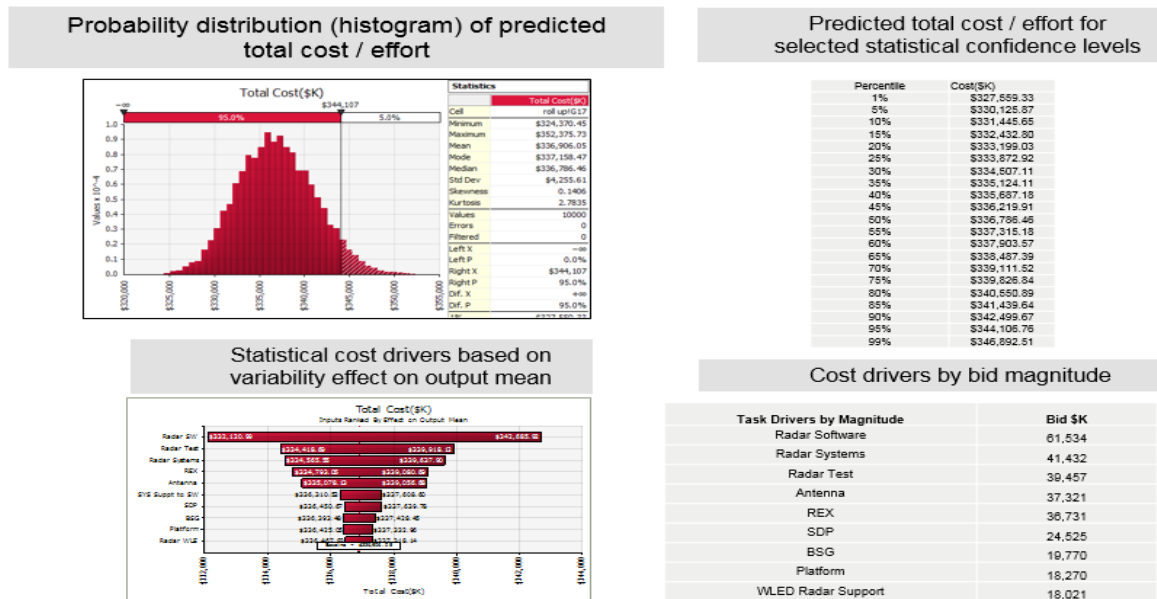 Probability distribution (histogram) of predicted
total cost / effort
Total Cost($K)
$344,107
95.0%
5.0%
1.0
0.9
0.8
0.7
0.6
0.5
0.4
0.3
0.2
0.1
0.0
Values x 10^-4
$320,000
$325,000
$330,000
$335,000
$340,000
$345,000
$350,000
$355,000
Statistics
Total Cost($K)
Cell roll up!G17
Minimum $324,370.45
Maximum $352,375.73
Mean $336,906.05
Mode $337,158.47
Median $336,786.46
Std Dev $4,255.61
Skewness 0.1406
Kurtosis 2.7835
Values 10000
Errors 0
Filtered 0
Left X -∞
Left P 0.0%
Right X $344,107
Right P 95.0%
Dif. X +∞
Dif. P 95.0%
Predicted total cost / effort for
selected statistical confidence levels
Percentile Cost($K)
1% $327,559.33
5% $330,125.87
10% $331,445.65
15% $332,432.80
20% $333,199.03
25% $333,872.92
30% $334,507.11
35% $335,124.11
40% $335,687.18
45% $336,219.91
50% $336,786.46
55% $337,315.18
60% $337,903.57
65% $338,487.39
70% $339,111.52
75% $339,826.84
80% $340,550.89
85% $341,439.64
90% $342,499.67
95% $344,106.76
99% $346,892.51
Statistical cost drivers based on
variability effect on output mean
Total Cost($K)
Inputs Ranked By Effect on Output Mean
Radar SW
Radar Test
Radar Systems
REX
Antenna
SYS Suppt to SW
SDP
BSG
Platform
Radar WLE
$332,000
$334,000
$336,000
$338,000
$340,000
$342,000
$344,000
Total Cost($K)
Cost drivers by bid magnitude
Task Drivers by Magnitude Bid $K
Radar Software 61,534
Radar Systems 41,432
Radar Test 39,457
Antenna 37,321
REX 36,731
SDP 24,525
BSG 19,770
Platform 18,270
WLED Radar Support 18,021